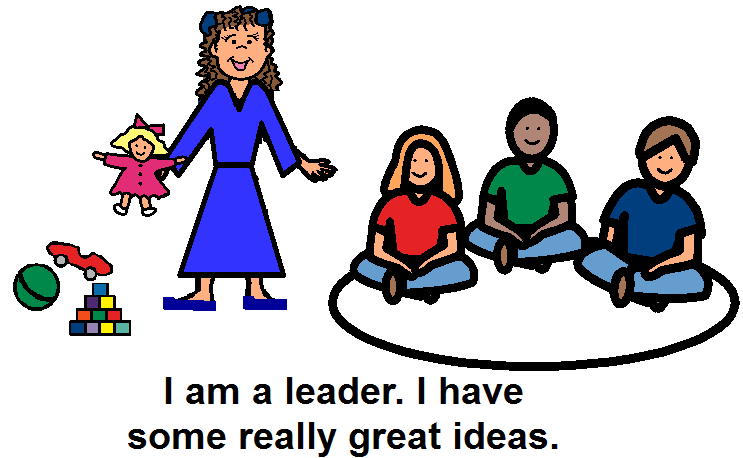 I am a leader. I have
some really great ideas.